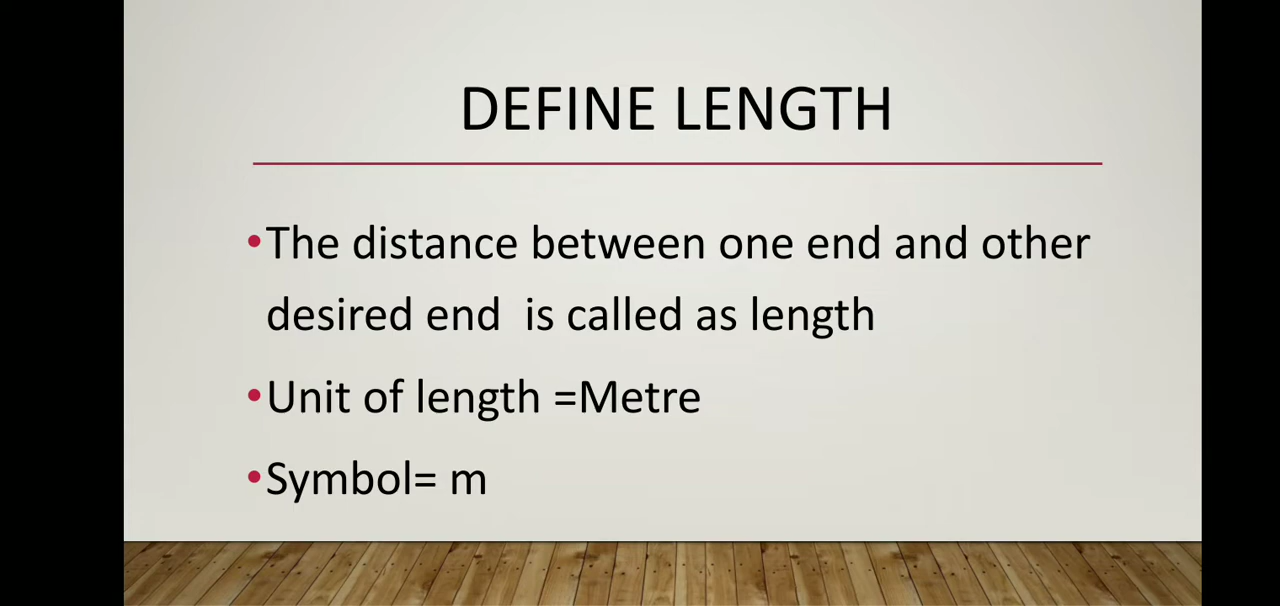 DEFINE LENGTH
•The distance between one end and other
desired end  is called as length
•Unit of length =Metre
•Symbol= m